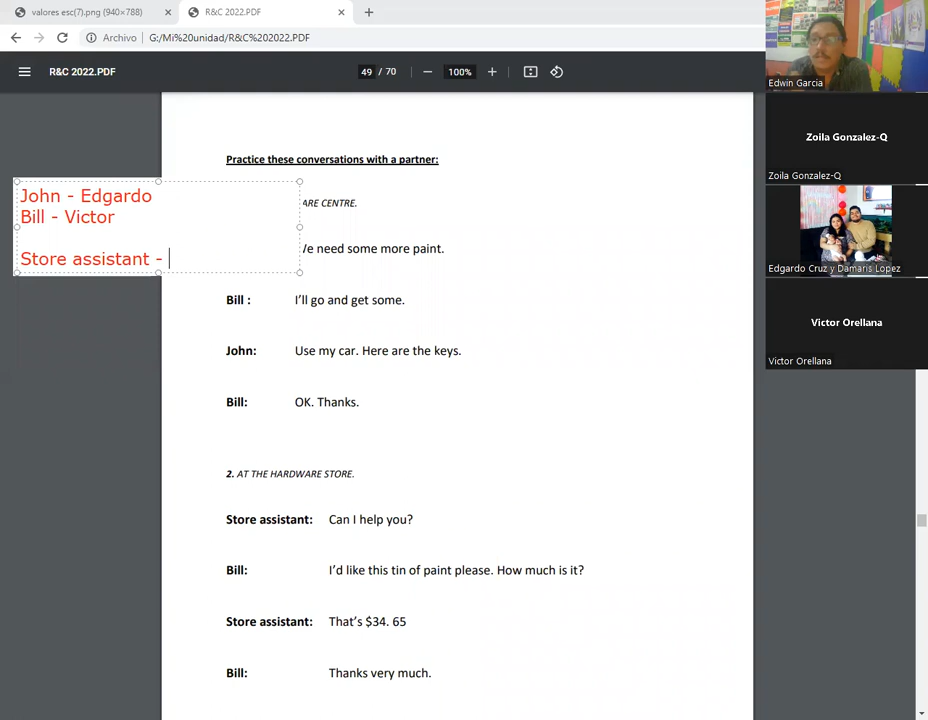 valores esc(7).png (940×788)
R&C 2022.PDF
Archivo
G:/Mi%20unidad/R&C%202022.PDF
R&C 2022.PDF
49 / 70
100%
Edwin Garcia
Zoila Gonzalez-Q
Zoila Gonzalez-Q
Edgardo Cruz y Damaris Lopez
Victor Orellana
Victor Orellana
Practice these conversations with a partner:
John - Edgardo
Bill - Victor
Store assistant -
ARE CENTRE.
need some more paint.
Bill : I'll go and get some.
John: Use my car. Here are the keys.
Bill: OK. Thanks.
2. AT THE HARDWARE STORE.
Store assistant: Can I help you?
Bill: I'd like this tin of paint please. How much is it?
Store assistant: That's $34. 65
Bill: Thanks very much.